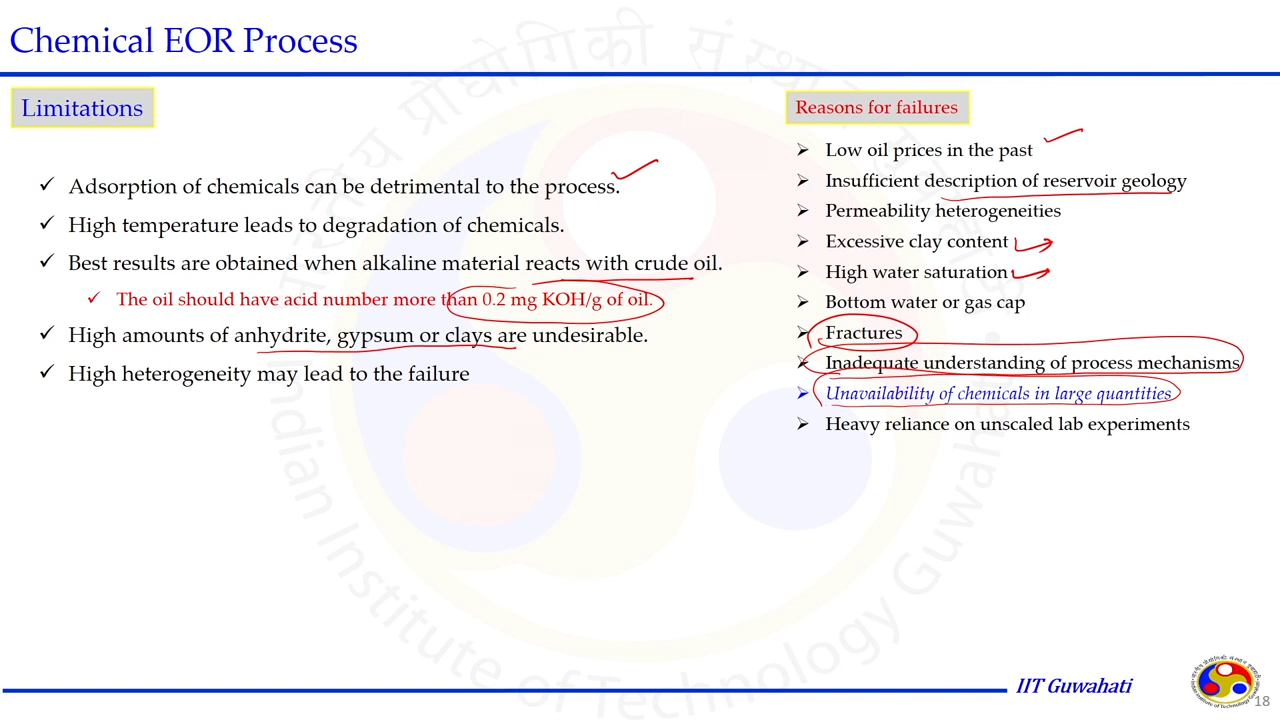 Chemical EOR Process
Limitations
✓ Adsorption of chemicals can be detrimental to the process.
✓ High temperature leads to degradation of chemicals.
✓ Best results are obtained when alkaline material reacts with crude oil.
✓ The oil should have acid number more than 0.2 mg KOH/g of oil.
✓ High amounts of anhydrite, gypsum or clays are undesirable.
✓ High heterogeneity may lead to the failure
Reasons for failures
➢ Low oil prices in the past
➢ Insufficient description of reservoir geology
➢ Permeability heterogeneities
➢ Excessive clay content
➢ High water saturation
➢ Bottom water or gas cap
➢ Fractures
➢ Inadequate understanding of process mechanisms
➢ Unavailability of chemicals in large quantities
➢ Heavy reliance on unscaled lab experiments
Indian Institute of Technology Guwahati
IIT Guwahati
18